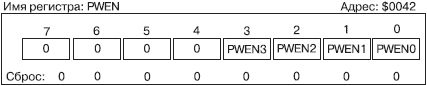 Имя регистра: PWEN Адрес: $0042
7 6 5 4 3 2 1 0
0 0 0 0 PWEN3 PWEN2 PWEN1 PWEN0
Сброс: 0 0 0 0 0 0 0 0